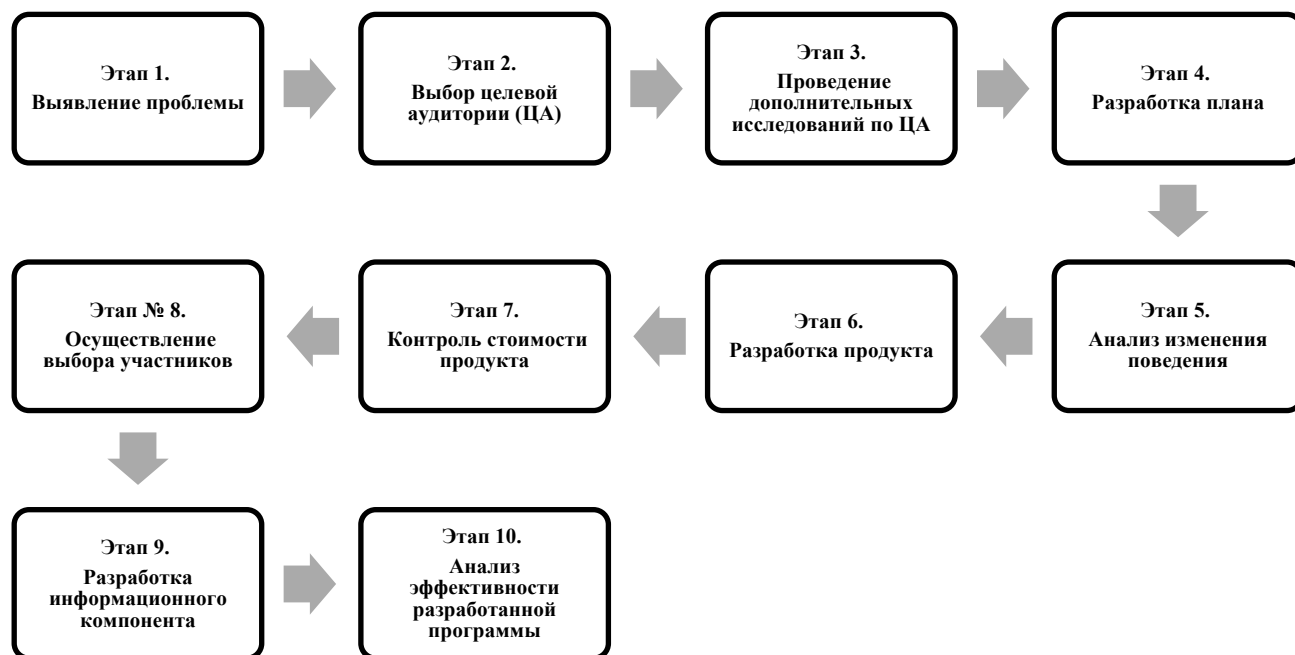 Этап 1.
Выявление проблемы
Этап 2.
Выбор целевой
аудитории (ЦА)
Этап 3.
Проведение
дополнительных
исследований по ЦА
Этап 4.
Разработка плана
Этап 5.
Анализ изменения
поведения
Этап 6.
Разработка продукта
Этап 7.
Контроль стоимости
продукта
Этап № 8.
Осуществление
выбора участников
Этап 9.
Разработка
информационного
компонента
Этап 10.
Анализ
эффективности
разработанной
программы